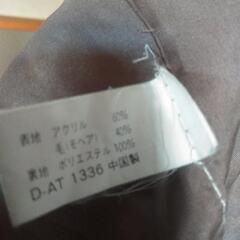 表地 アクリル 60%
毛(モヘア) 40%
裏地 ポリエステル 100%
D-AT 1336 中国製